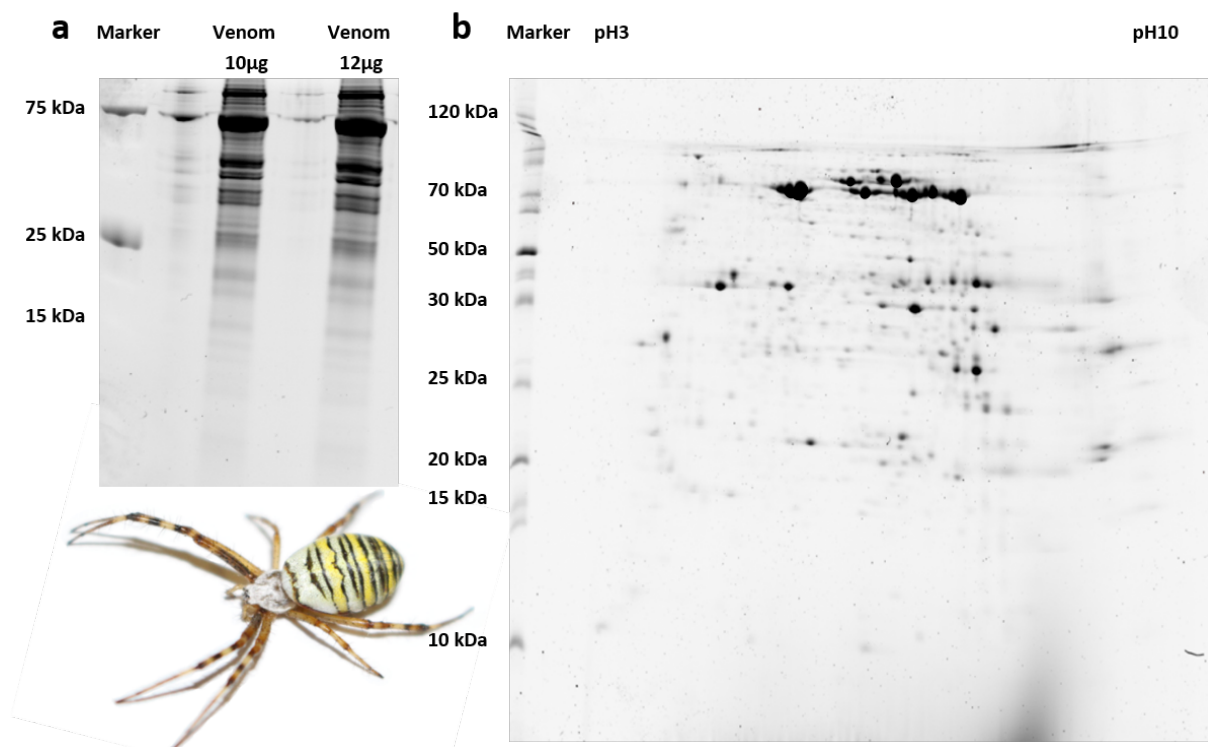 a
Marker
Venom
10µg
Venom
12µg
75 kDa
25 kDa
15 kDa
b
Marker
pH3
pH10
120 kDa
70 kDa
50 kDa
30 kDa
25 kDa
20 kDa
15 kDa
10 kDa